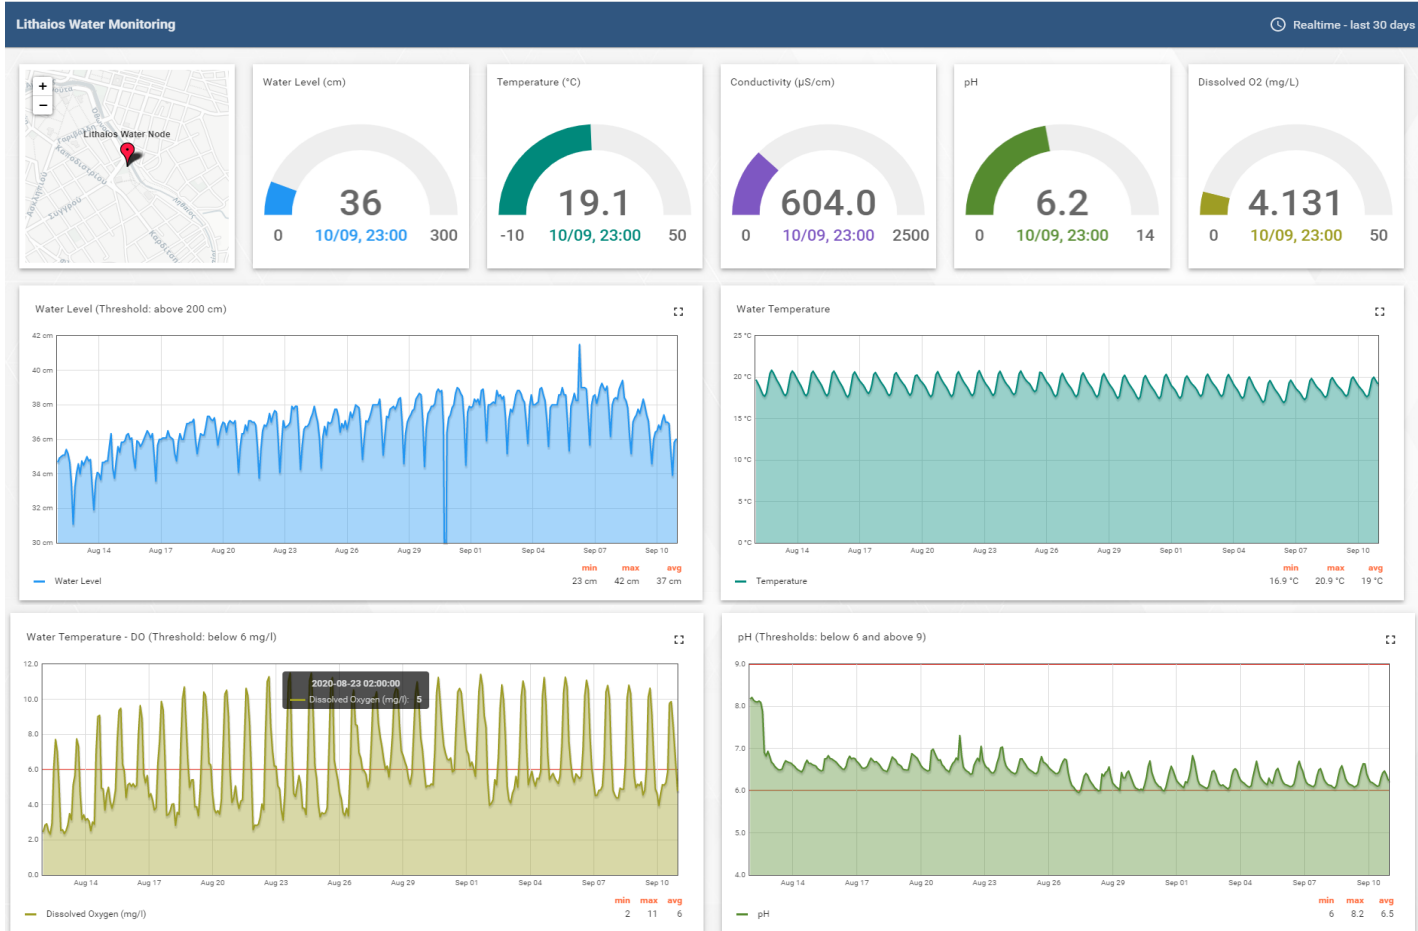 Lithaios Water Monitoring
Realtime - last 30 days
+
−
Lithaios Water Node
Καποδιστρίου
Συγγρού
Ασκληπιού
Ληθαίος
Water Level (cm)
36
0 10/09, 23:00 300
Temperature (°C)
19.1
-10 10/09, 23:00 50
Conductivity (µS/cm)
604.0
0 10/09, 23:00 2500
pH
6.2
0 10/09, 23:00 14
Dissolved O2 (mg/L)
4.131
0 10/09, 23:00 50
Water Level (Threshold: above 200 cm)
42 cm
40 cm
38 cm
36 cm
34 cm
32 cm
30 cm
Aug 14 Aug 17 Aug 20 Aug 23 Aug 26 Aug 29 Sep 01 Sep 04 Sep 07 Sep 10
min max avg
Water Level 23 cm 42 cm 37 cm
Water Temperature
25 °C
20 °C
15 °C
10 °C
5 °C
0 °C
Aug 14 Aug 17 Aug 20 Aug 23 Aug 26 Aug 29 Sep 01 Sep 04 Sep 07 Sep 10
min max avg
Temperature 16.9 °C 20.9 °C 19 °C
Water Temperature - DO (Threshold: below 6 mg/l)
12.0
10.0
8.0
6.0
4.0
2.0
0.0
2020-08-23 02:00:00
Dissolved Oxygen (mg/l): 5
Aug 14 Aug 17 Aug 20 Aug 23 Aug 26 Aug 29 Sep 01 Sep 04 Sep 07 Sep 10
min max avg
Dissolved Oxygen (mg/l) 2 11 6
pH (Thresholds: below 6 and above 9)
9.0
8.0
7.0
6.0
5.0
4.0
Aug 14 Aug 17 Aug 20 Aug 23 Aug 26 Aug 29 Sep 01 Sep 04 Sep 07 Sep 10
min max avg
pH 6 8.2 6.5